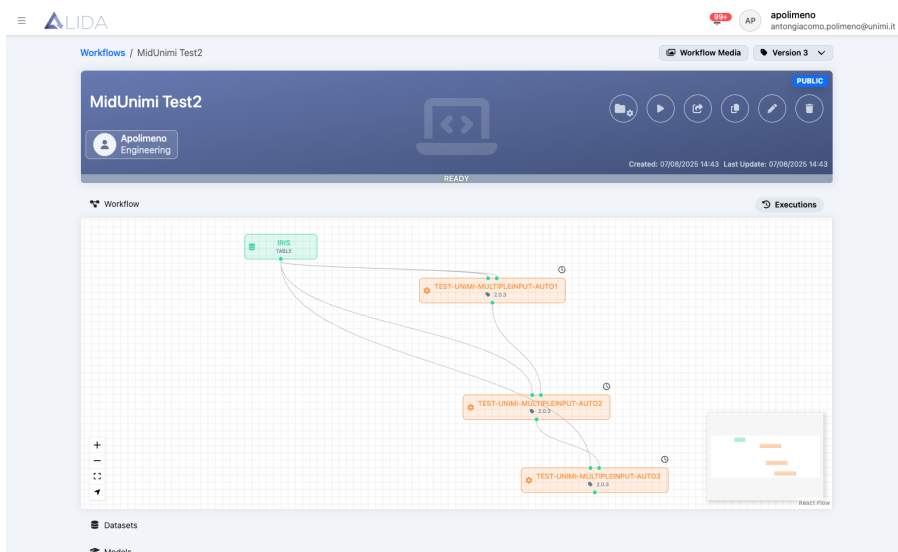 ALIDA
99+
AP
apolimeno
antongiacomo.polimeno@unimi.it
Workflows / MidUnimi Test2
Workflow Media
Version 3
PUBLIC
MidUnimi Test2
Apolimeno
Engineering
Created: 07/08/2025 14:43 Last Update: 07/08/2025 14:43
READY
Workflow
Executions
IRIS
TABLE
TEST-UNIMI-MULTIPLEINPUT-AUTO1
2.0.3
TEST-UNIMI-MULTIPLEINPUT-AUTO2
2.0.3
TEST-UNIMI-MULTIPLEINPUT-AUTO3
2.0.3
React Flow
Datasets
Models